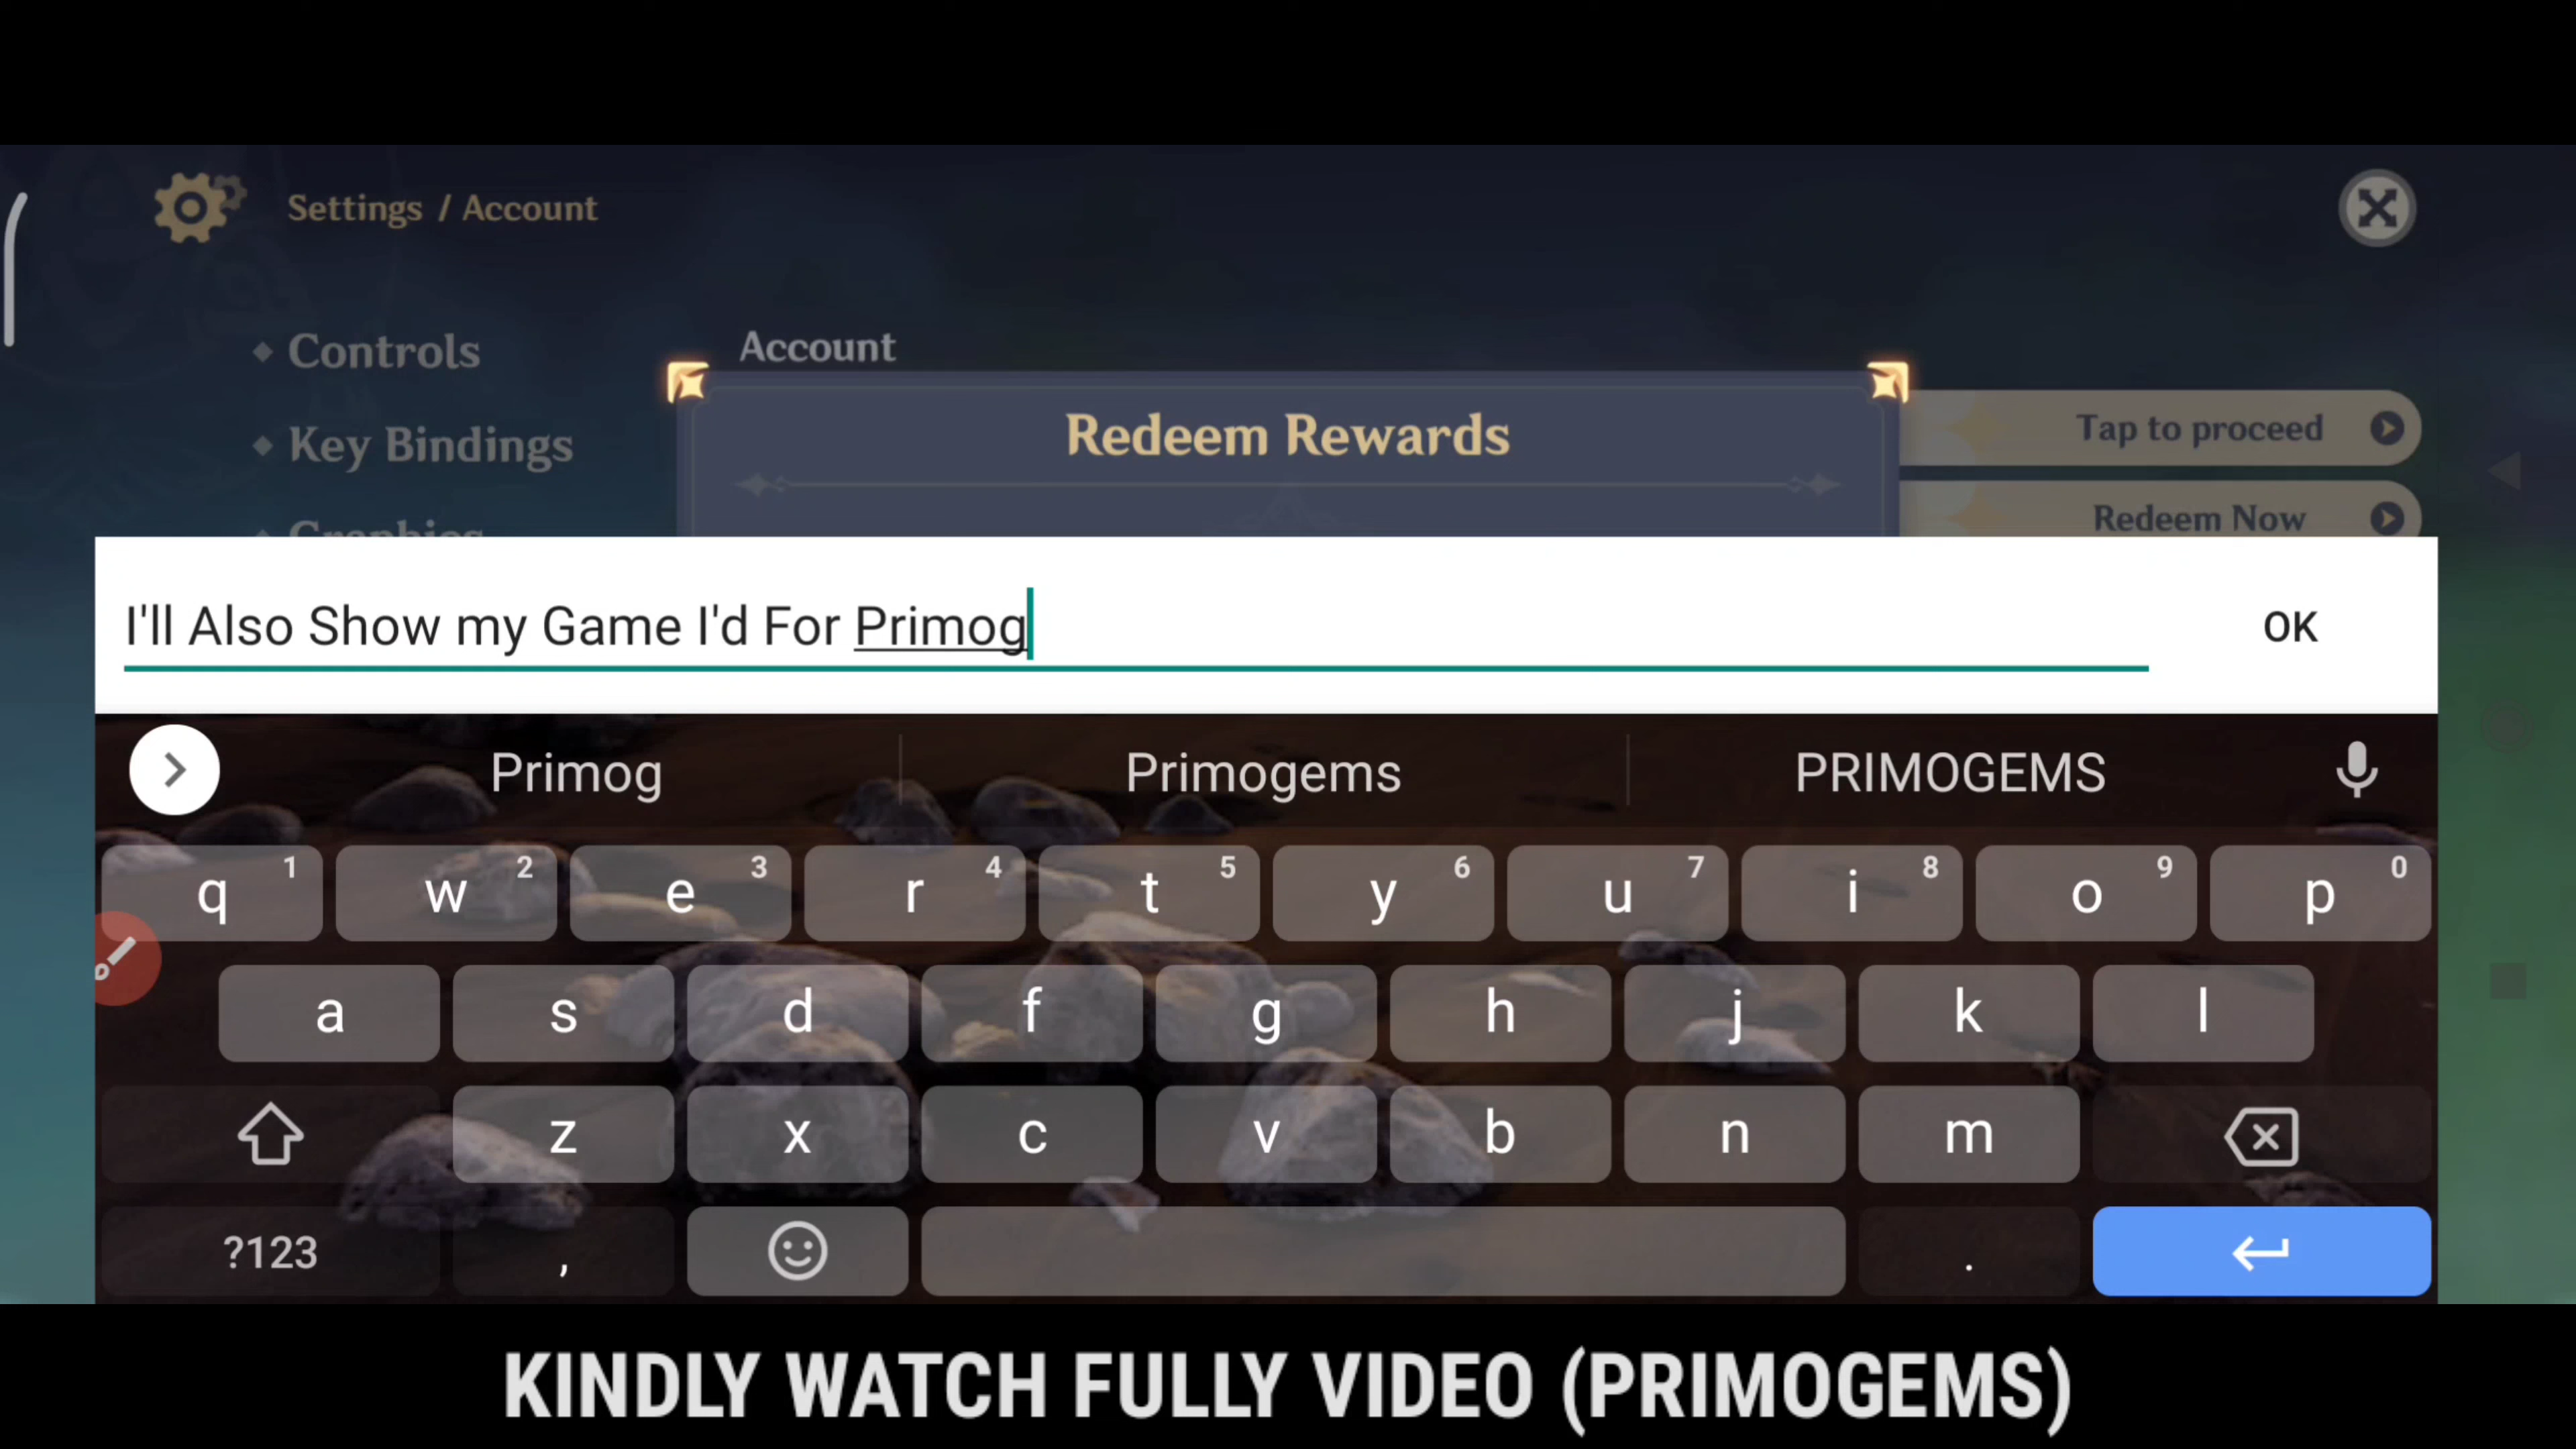 Settings / Account
Controls
Account
Key Bindings
Redeem Rewards
Tap to proceed
Graphics
Redeem Now
I'll Also Show my Game I'd For Primog
OK
Primog
Primogems
PRIMOGEMS
q 1 w 2 e 3 r 4 t 5 y 6 u 7 i 8 o 9 p 0
a s d f g h j k l
z x c v b n m
?123 , .
KINDLY WATCH FULLY VIDEO (PRIMOGEMS)